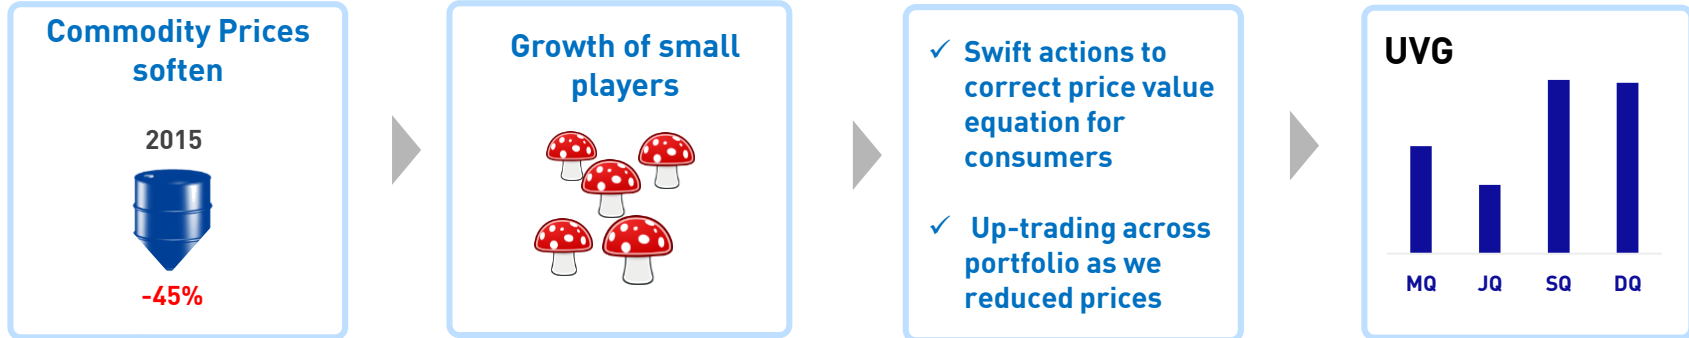 Commodity Prices
soften
2015
-45%
Growth of small
players
✓ Swift actions to
correct price value
equation for
consumers
✓ Up-trading across
portfolio as we
reduced prices
UVG
MQ JQ SQ DQ